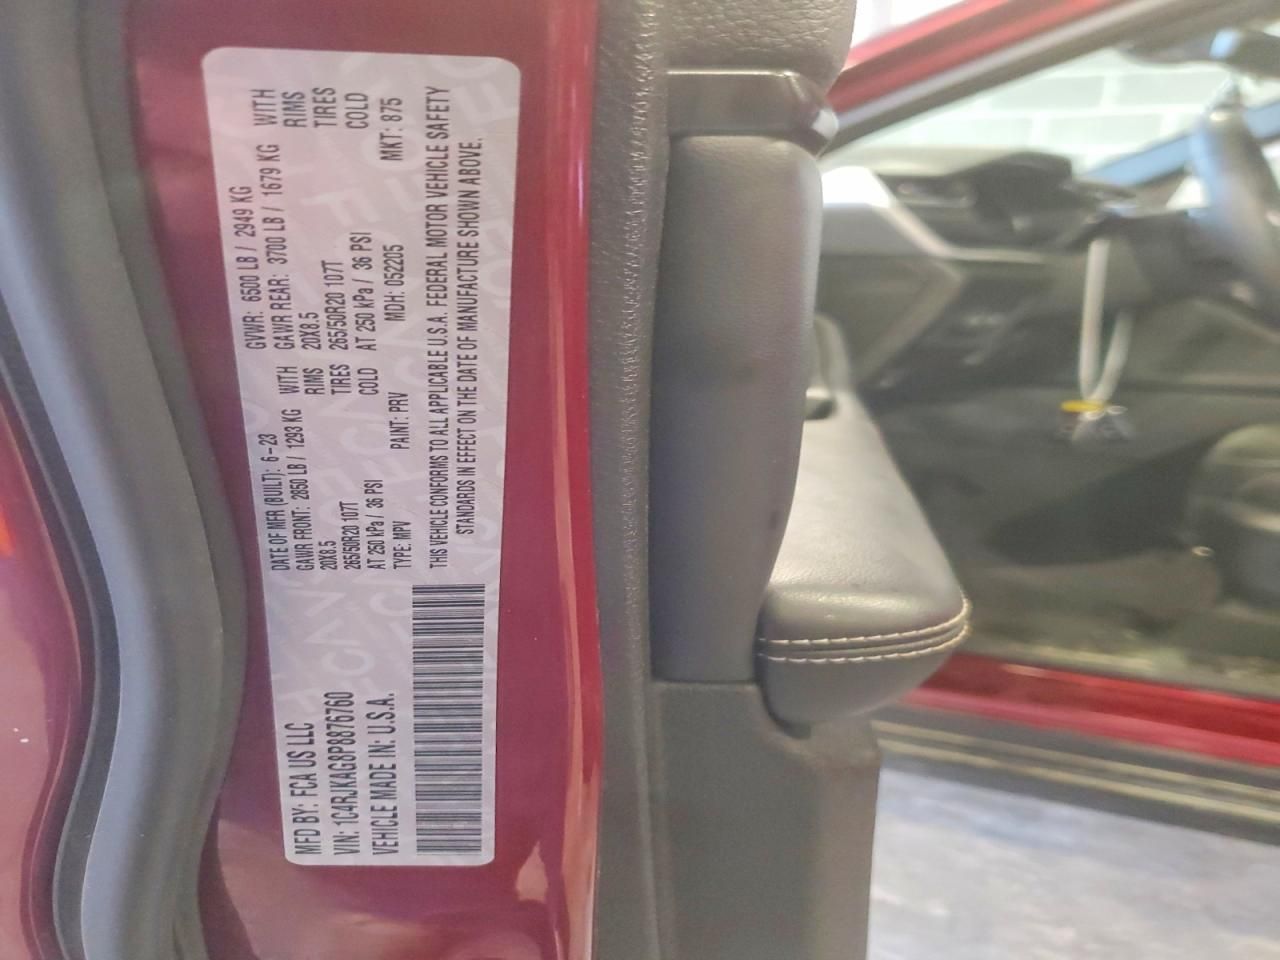 MFD BY: FCA US LLC
VIN: 1C4RJKAG8P8876760
VEHICLE MADE IN: U.S.A.
DATE OF MFR (BUILT): 6-23 GVWR: 6500 LB / 2949 KG
GAWR FRONT: 2850 LB / 1293 KG WITH GAWR REAR: 3700 LB / 1679 KG WITH
20X8.5 RIMS 20X8.5 RIMS
265/50R20 107T TIRES 265/50R20 107T TIRES
AT 250 kPa / 36 PSI COLD AT 250 kPa / 36 PSI COLD
TYPE: MPV PAINT: PRV MDH: 052205 MKT: 875
THIS VEHICLE CONFORMS TO ALL APPLICABLE U.S.A. FEDERAL MOTOR VEHICLE SAFETY
STANDARDS IN EFFECT ON THE DATE OF MANUFACTURE SHOWN ABOVE.